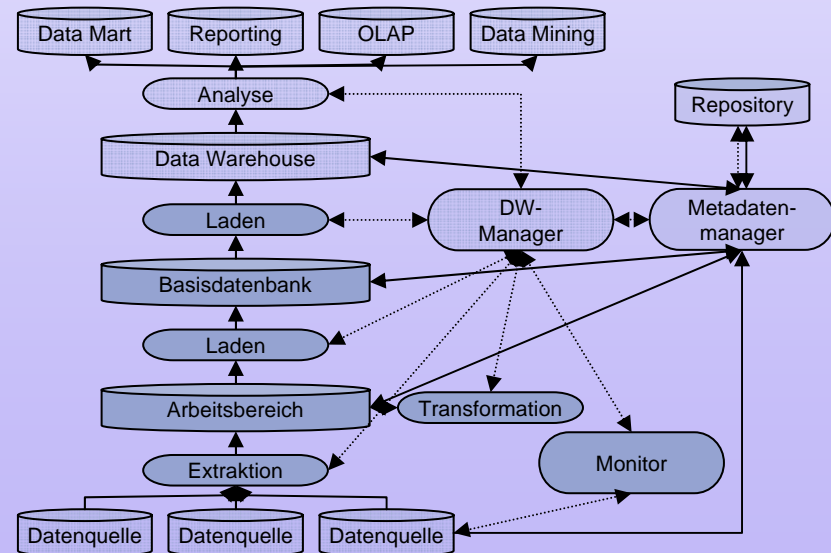 Data Mart
Reporting
OLAP
Data Mining
Analyse
Repository
Data Warehouse
Laden
DW-
Manager
Metadaten-
manager
Basisdatenbank
Laden
Arbeitsbereich
Transformation
Extraktion
Monitor
Datenquelle
Datenquelle
Datenquelle